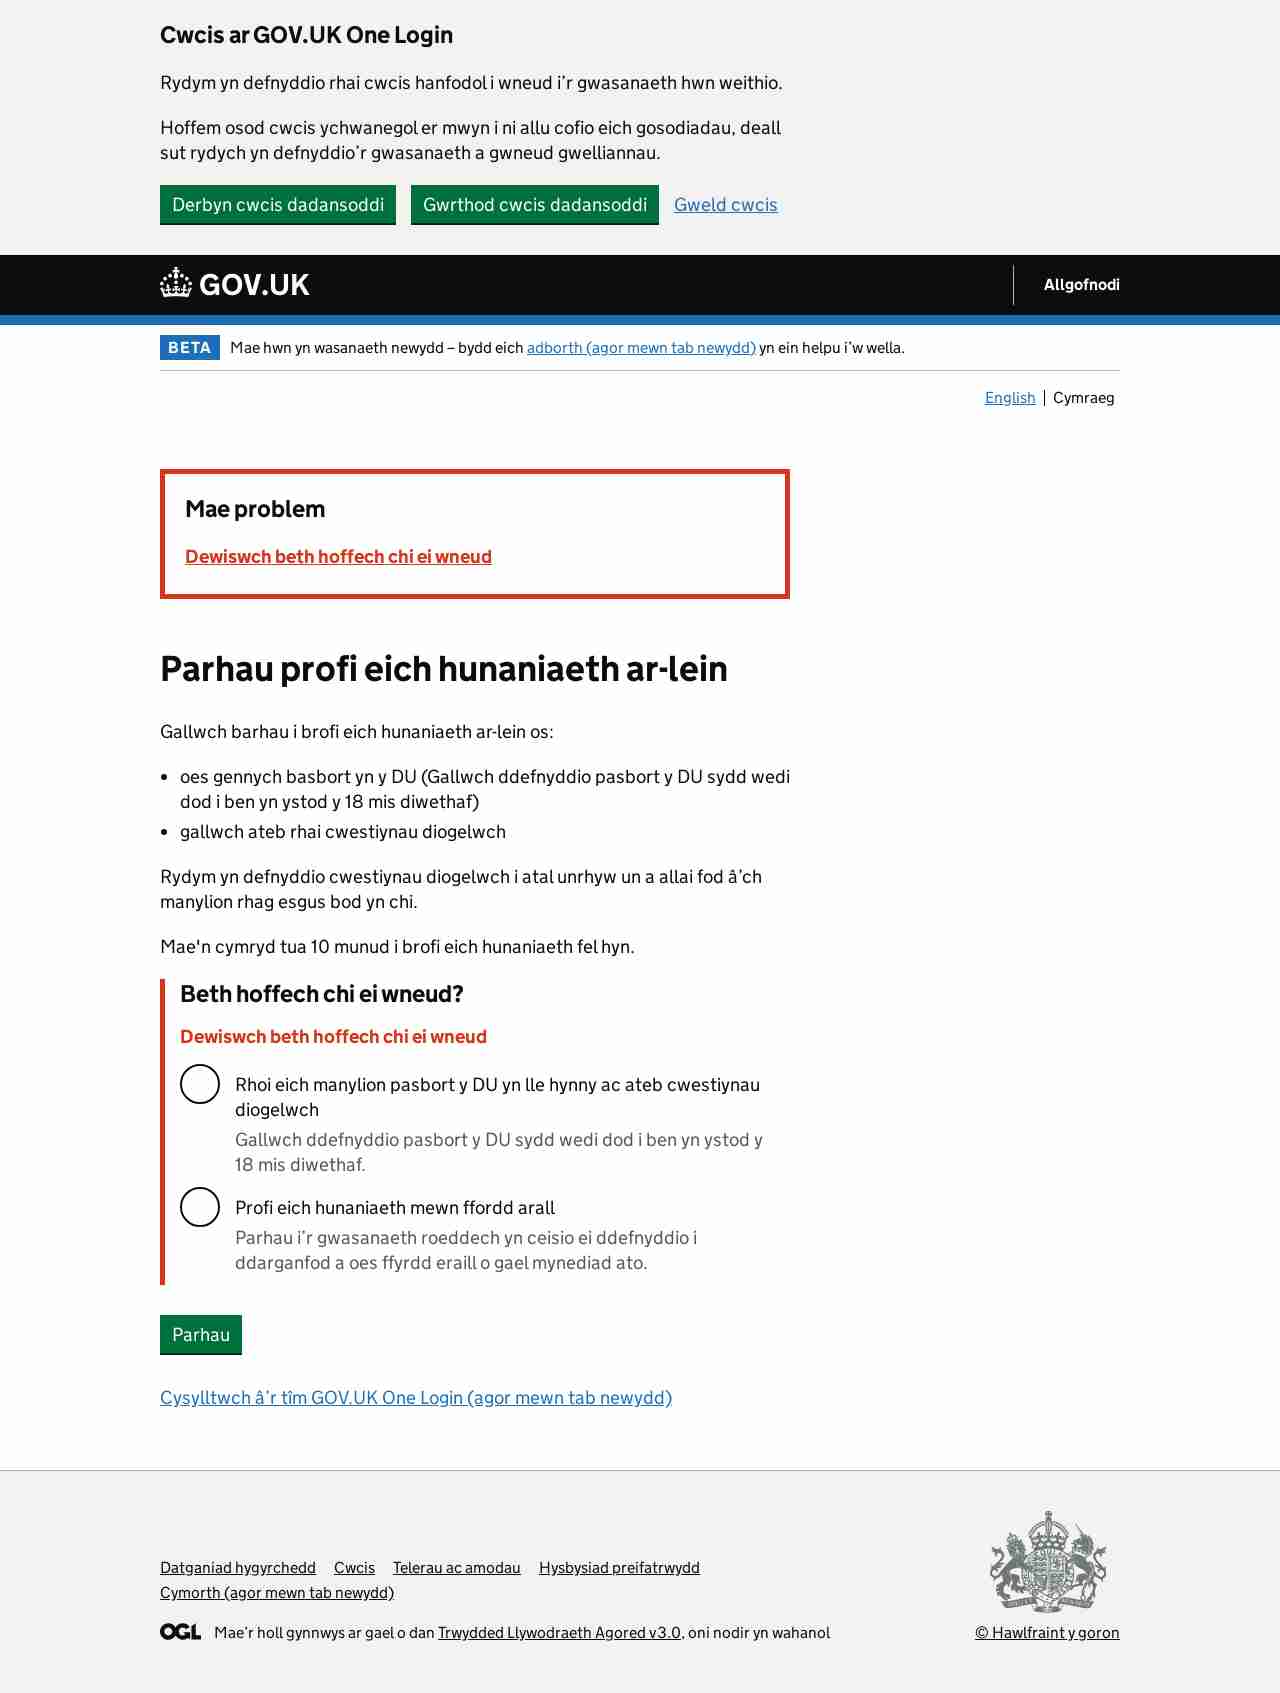 Cwcis ar GOV.UK One Login
Rydym yn defnyddio rhai cwcis hanfodol i wneud i’r gwasanaeth hwn weithio.
Hoffem osod cwcis ychwanegol er mwyn i ni allu cofio eich gosodiadau, deall
sut rydych yn defnyddio’r gwasanaeth a gwneud gwelliannau.
Derbyn cwcis dadansoddi Gwrthod cwcis dadansoddi Gweld cwcis
GOV.UK Allgofnodi
BETA Mae hwn yn wasanaeth newydd – bydd eich adborth (agor mewn tab newydd) yn ein helpu i’w wella.
English Cymraeg
Mae problem
Dewiswch beth hoffech chi ei wneud
Parhau profi eich hunaniaeth ar-lein
Gallwch barhau i brofi eich hunaniaeth ar-lein os:
• oes gennych basbort yn y DU (Gallwch ddefnyddio pasbort y DU sydd wedi
dod i ben yn ystod y 18 mis diwethaf)
• gallwch ateb rhai cwestiynau diogelwch
Rydym yn defnyddio cwestiynau diogelwch i atal unrhyw un a allai fod â’ch
manylion rhag esgus bod yn chi.
Mae'n cymryd tua 10 munud i brofi eich hunaniaeth fel hyn.
Beth hoffech chi ei wneud?
Dewiswch beth hoffech chi ei wneud
Rhoi eich manylion pasbort y DU yn lle hynny ac ateb cwestiynau
diogelwch
Gallwch ddefnyddio pasbort y DU sydd wedi dod i ben yn ystod y
18 mis diwethaf.
Profi eich hunaniaeth mewn ffordd arall
Parhau i’r gwasanaeth roeddech yn ceisio ei ddefnyddio i
ddarganfod a oes ffyrdd eraill o gael mynediad ato.
Parhau
Cysylltwch â’r tîm GOV.UK One Login (agor mewn tab newydd)
Datganiad hygyrchedd Cwcis Telerau ac amodau Hysbysiad preifatrwydd
Cymorth (agor mewn tab newydd)
OGL Mae’r holl gynnwys ar gael o dan Trwydded Llywodraeth Agored v3.0, oni nodir yn wahanol
© Hawlfraint y goron